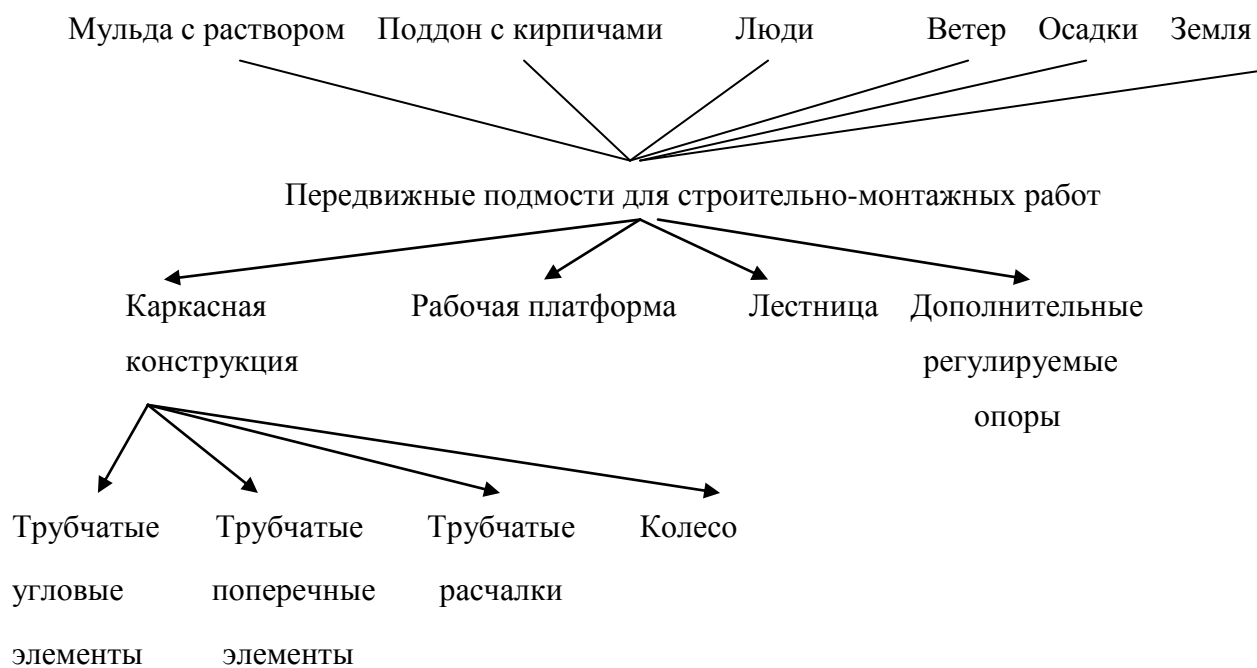 Мульда с раствором Поддон с кирпичами Люди Ветер Осадки Земля
Передвижные подмости для строительно-монтажных работ
Каркасная
конструкция
Рабочая платформа
Лестница
Дополнительные
регулируемые
опоры
Трубчатые
угловые
элементы
Трубчатые
поперечные
элементы
Трубчатые
расчалки
Колесо